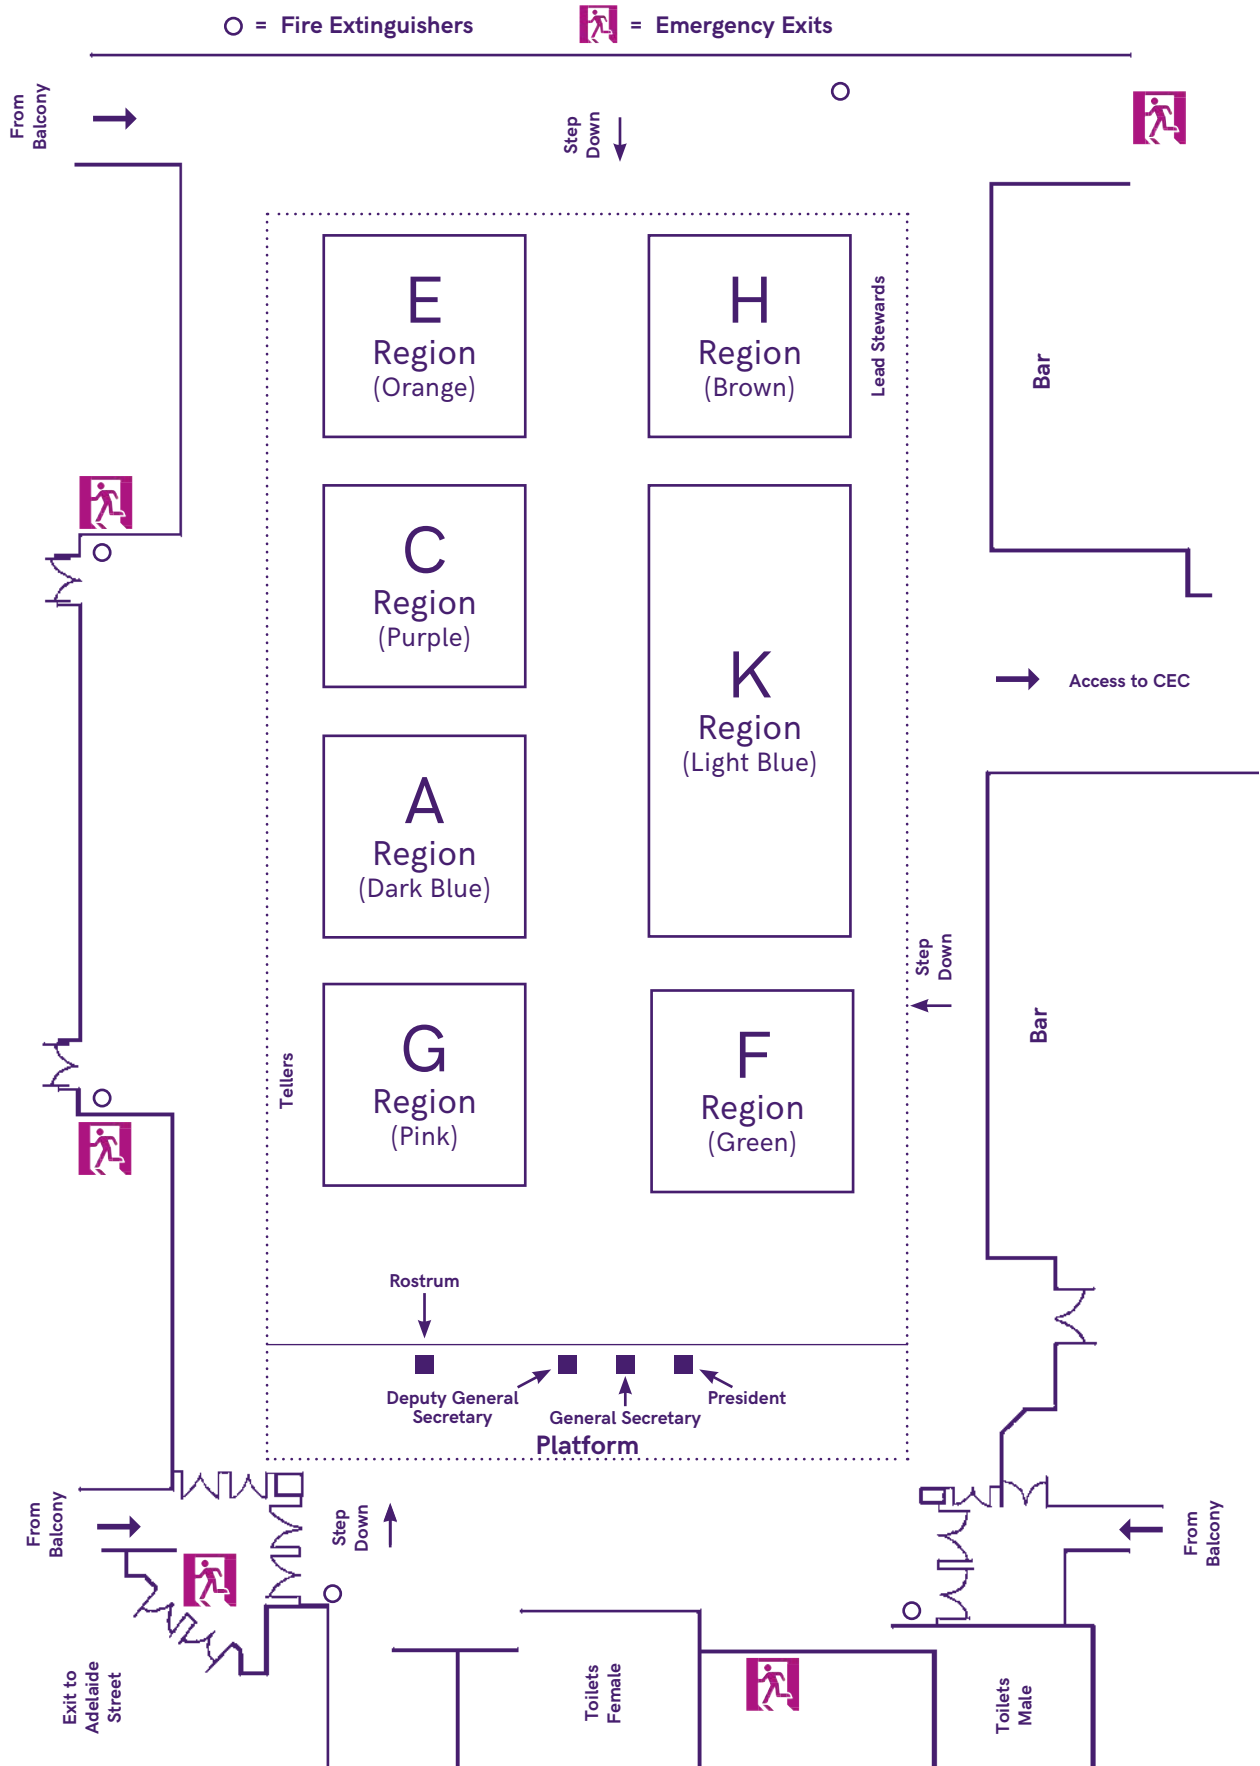 = Fire Extinguishers
= Emergency Exits
From
Balcony
Step
Down
E
Region
(Orange)
H
Region
(Brown)
Lead Stewards
Bar
C
Region
(Purple)
K
Region
(Light Blue)
Access to CEC
A
Region
(Dark Blue)
Step
Down
G
Region
(Pink)
F
Region
(Green)
Tellers
Bar
Rostrum
Deputy General
Secretary
General Secretary
President
Platform
From
Balcony
Step
Down
From
Balcony
Exit to
Adelaide
Street
Toilets
Female
Toilets
Male